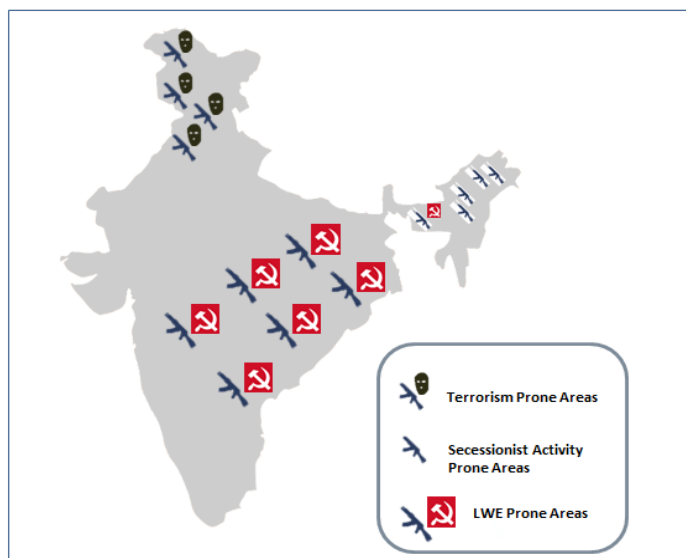 Terrorism Prone Areas
Secessionist Activity
Prone Areas
LWE Prone Areas